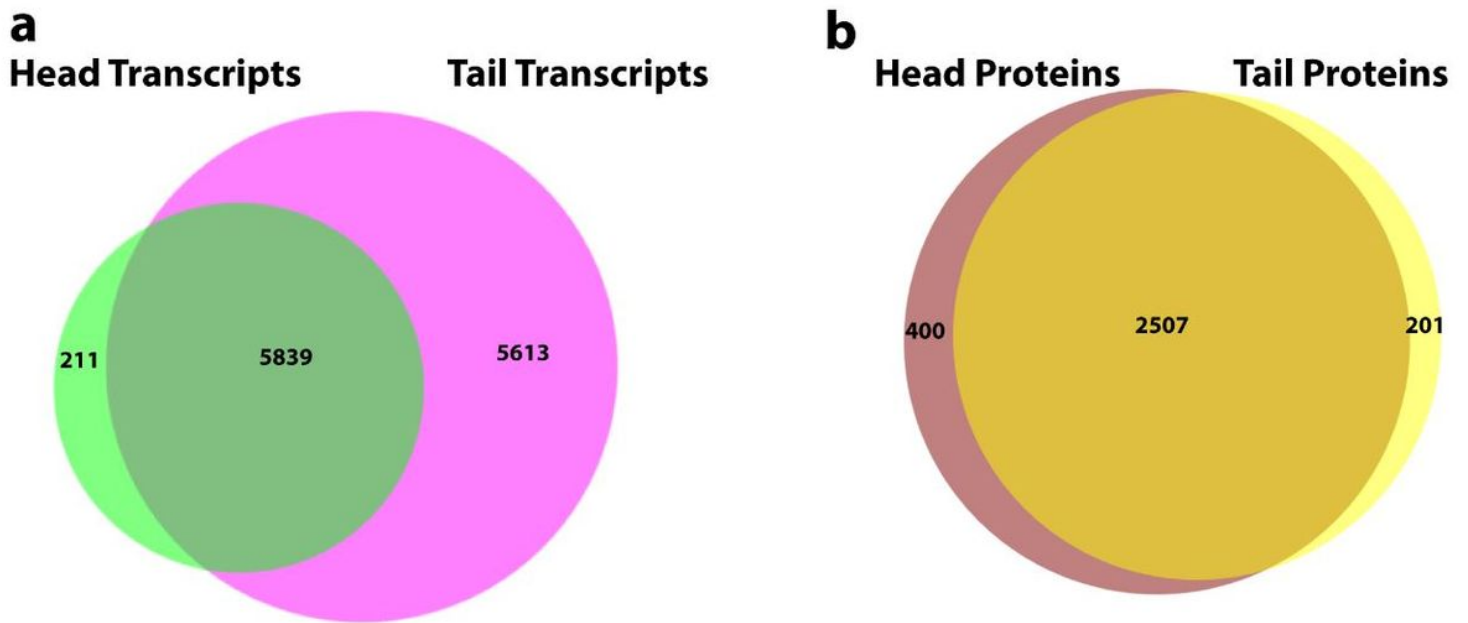 a
Head Transcripts Tail Transcripts
211 5839 5613
b
Head Proteins Tail Proteins
400 2507 201